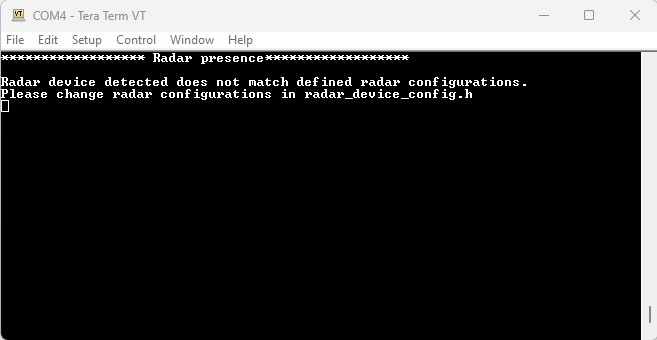 COM4 - Tera Term VT
File Edit Setup Control Window Help
****************** Radar presence******************
Radar device detected does not match defined radar configurations.
Please change radar configurations in radar_device_config.h